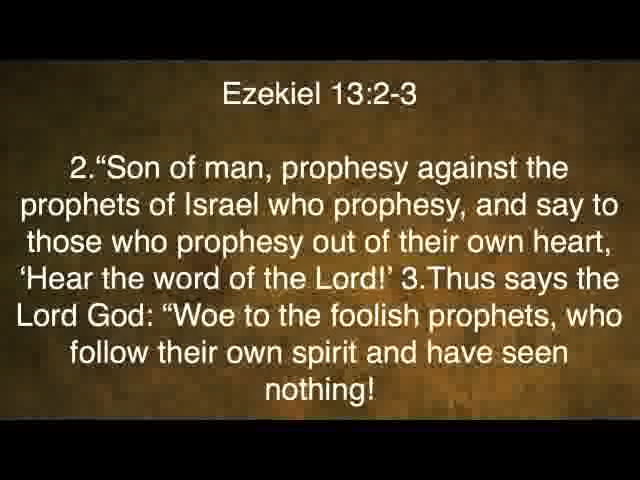 Ezekiel 13:2-3
2.“Son of man, prophesy against the
prophets of Israel who prophesy, and say to
those who prophesy out of their own heart,
‘Hear the word of the Lord!’ 3.Thus says the
Lord God: “Woe to the foolish prophets, who
follow their own spirit and have seen
nothing!